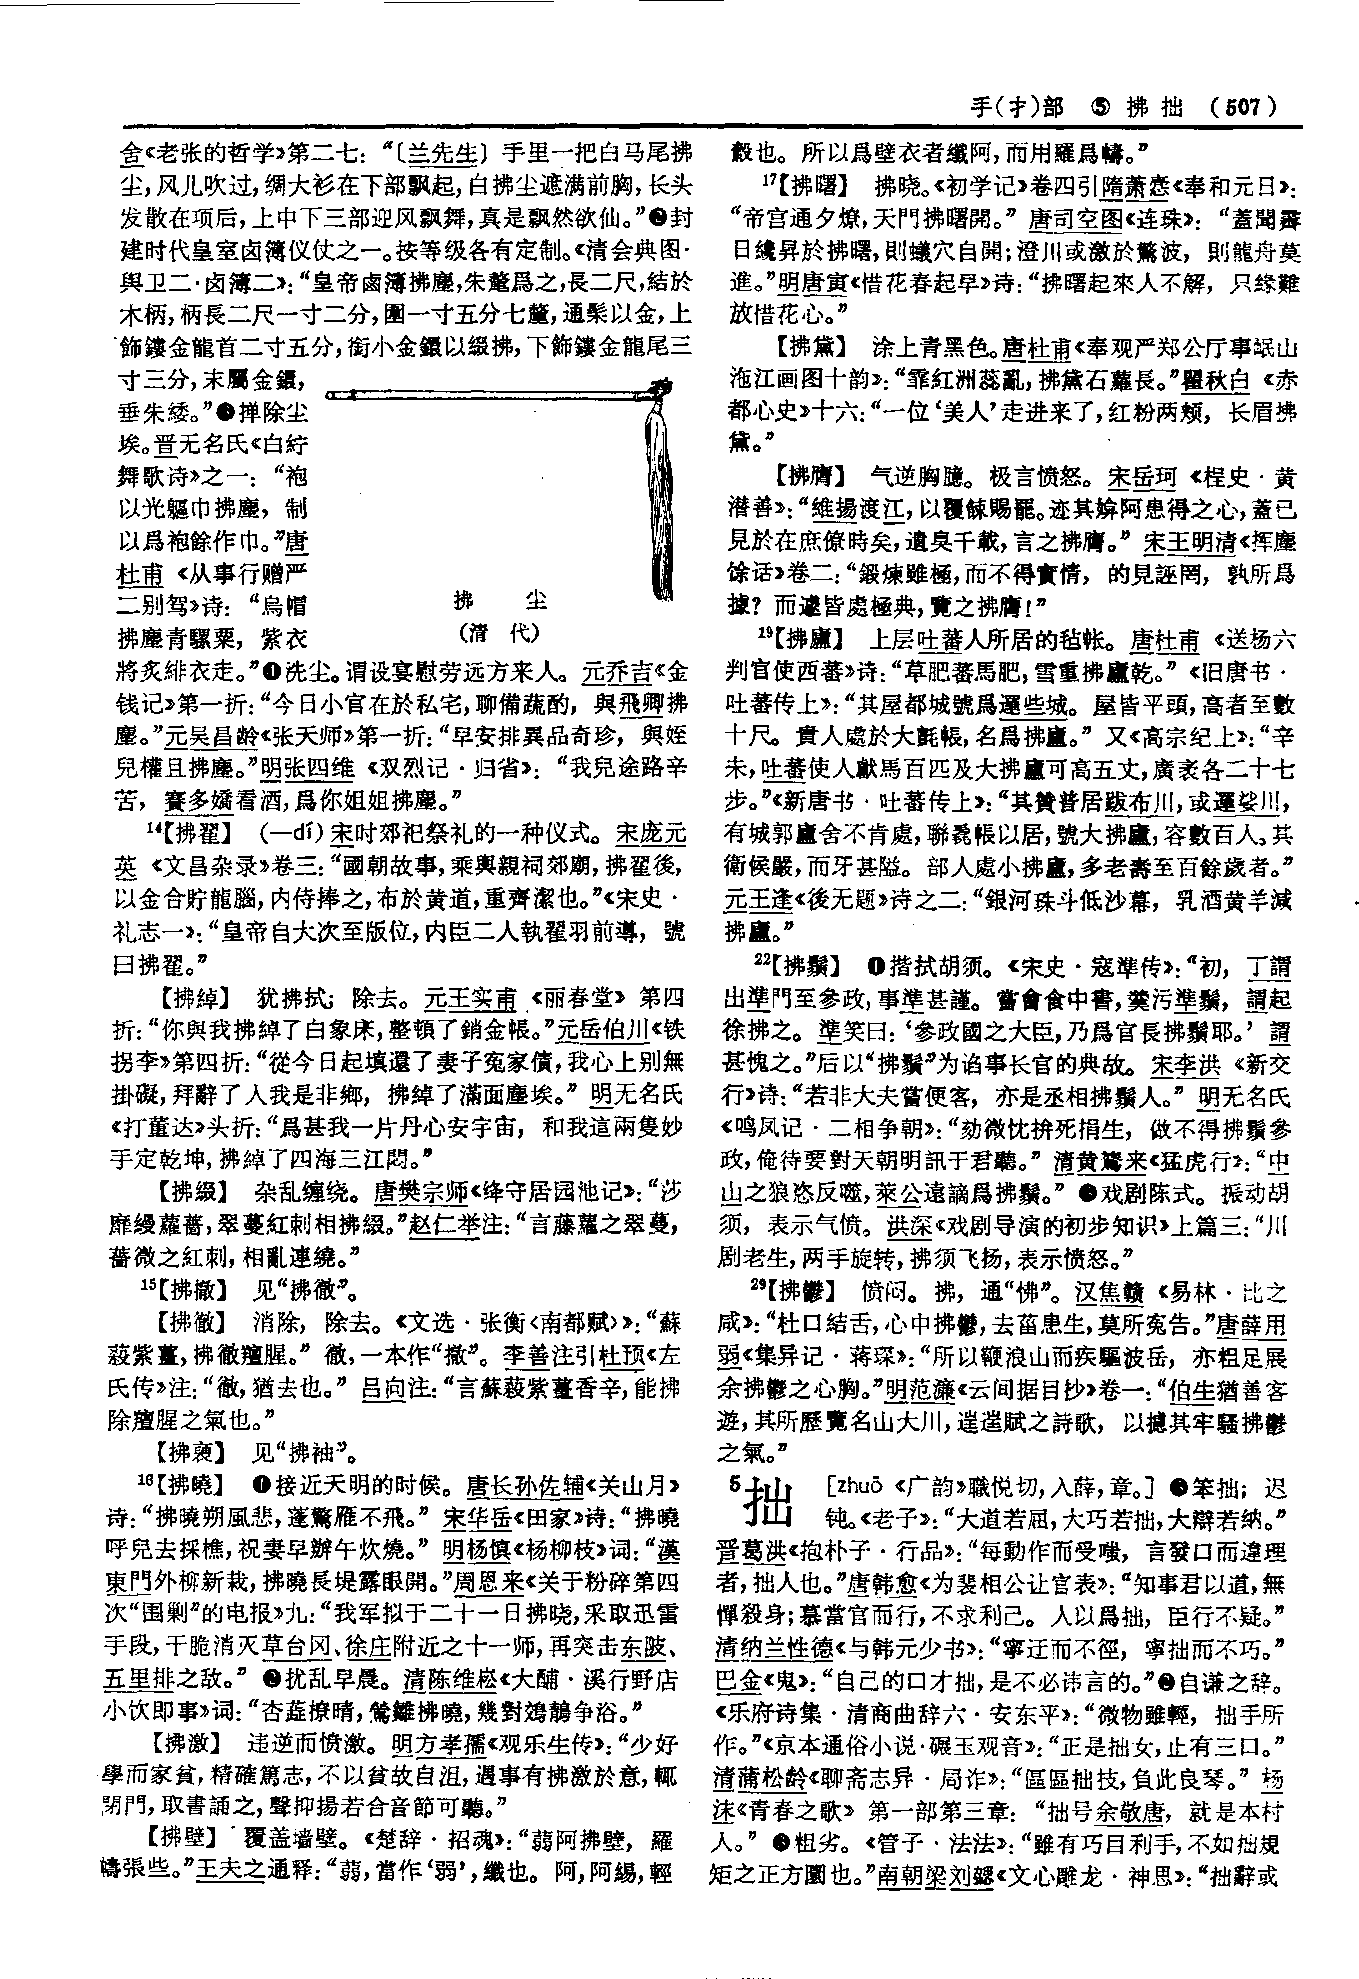 手(扌)部 ⑤ 拂 拙 (507)
舍《老张的哲学》第二七：“〔兰先生〕手里一把白马尾拂
尘，风儿吹过，绸大衫在下部飘起，白拂尘遮满前胸，长头
发散在项后，上中下三部迎风飘舞，真是飘然欲仙。”❷封
建时代皇室卤簿仪仗之一。按等级各有定制。《清会典图·
舆卫二·卤簿二》：“皇帝鹵簿拂塵，朱氂爲之，長二尺，結於
木柄，柄長二尺一寸二分，圍一寸五分七釐，通髹以金，上
飾鏤金龍首二寸五分，銜小金鐶以綴拂，下飾鏤金龍尾三
寸三分，末屬金鐶，
垂朱緌。”❸掸除尘
埃。晋无名氏《白紵
舞歌诗》之一：“袍
以光軀巾拂塵，制
以爲袍餘作巾。”唐
杜甫《从事行赠严
二别驾》诗：“烏帽
拂塵青騾粟，紫衣
將炙緋衣走。”❹洗尘。谓设宴慰劳远方来人。元乔吉《金
钱记》第一折：“今日小官在於私宅，聊備蔬酌，與飛卿拂
塵。”元吴昌龄《张天师》第一折：“早安排異品奇珍，與姪
兒權且拂塵。”明张四维《双烈记·归省》：“我兒途路辛
苦，賽多嬌看酒，爲你姐姐拂塵。”
拂 尘
(清 代)
14【拂翟】 (—dí) 宋时郊祀祭礼的一种仪式。宋庞元
英《文昌杂录》卷三：“國朝故事，乘輿親祠郊廟，拂翟後，
以金合貯龍腦，内侍捧之，布於黄道，重齊潔也。”《宋史·
礼志一》：“皇帝自大次至版位，内臣二人執翟羽前導，號
曰拂翟。”
【拂綽】 犹拂拭；除去。元王实甫《丽春堂》第四
折：“你與我拂綽了白象床，整頓了銷金帳。”元岳伯川《铁
拐李》第四折：“從今日起填還了妻子冤家債，我心上别無
掛礙，拜辭了人我是非鄉，拂綽了滿面塵埃。”明无名氏
《打董达》头折：“爲甚我一片丹心安宇宙，和我這兩隻妙
手定乾坤，拂綽了四海三江悶。”
【拂綴】 杂乱缠绕。唐樊宗师《绛守居园池记》：“莎
靡縵蘿薔，翠蔓紅刺相拂綴。”赵仁举注：“言藤蘿之翠蔓，
薔微之紅刺，相亂連繞。”
15【拂撤】 见“拂徹”。
【拂徹】 消除，除去。《文选·张衡〈南都赋〉》：“蘇
蔱紫薑，拂徹羶腥。”徹，一本作“撤”。李善注引杜预《左
氏传》注：“徹，猶去也。”吕向注：“言蘇蔱紫薑香辛，能拂
除羶腥之氣也。”
【拂褎】 见“拂袖”。
16【拂曉】 ❶接近天明的时候。唐长孙佐辅《关山月》
诗：“拂曉朔風悲，蓬驚雁不飛。”宋华岳《田家》诗：“拂曉
呼兒去採樵，祝妻早辦午炊燒。”明杨慎《杨柳枝》词：“漢
東門外柳新栽，拂曉長堤露眼開。”周恩来《关于粉碎第四
次“围剿”的电报》九：“我军拟于二十一日拂晓，采取迅雷
手段，干脆消灭草台冈、徐庄附近之十一师，再突击东陂、
五里排之敌。”❷扰乱早晨。清陈维崧《大酺·溪行野店
小饮即事》词：“杏蕋撩晴，鶯雛拂曉，幾對鵁鶄争浴。”
【拂激】 违逆而愤激。明方孝孺《观乐生传》：“少好
學而家貧，精確篤志，不以貧故自沮，遇事有拂激於意，輒
閉門，取書誦之，聲抑揚若合音節可聽。”
【拂壁】 覆盖墙壁。《楚辞·招魂》：“蒻阿拂壁，羅
幬張些。”王夫之通释：“蒻，當作‘弱’，纖也。阿，阿緆，輕
縠也。所以爲壁衣者纖阿，而用羅爲幬。”
17【拂曙】 拂晓。《初学记》卷四引隋萧悫《奉和元日》：
“帝宫通夕燎，天門拂曙開。”唐司空图《连珠》：“蓋聞霽
日纔昇於拂曙，則蟻穴自開；澄川或激於驚波，則龍舟莫
進。”明唐寅《惜花春起早》诗：“拂曙起來人不解，只緣難
放惜花心。”
【拂黛】 涂上青黑色。唐杜甫《奉观严郑公厅事岷山
沲江画图十韵》：“霏紅洲蕊亂，拂黛石蘿長。”瞿秋白《赤
都心史》十六：“一位‘美人’走进来了，红粉两颊，长眉拂
黛。”
【拂膺】 气逆胸臆。极言愤怒。宋岳珂《桯史·黄
潜善》：“維揚渡江，以覆餗賜罷。迹其媕阿患得之心，蓋已
見於在庶僚時矣，遺臭千載，言之拂膺。”宋王明清《挥麈
馀话》卷二：“鍛煉雖極，而不得實情，的見誣罔，孰所爲
據？而遽皆處極典，覽之拂膺！”
19【拂廬】 上层吐蕃人所居的毡帐。唐杜甫《送杨六
判官使西蕃》诗：“草肥蕃馬肥，雪重拂廬乾。”《旧唐书·
吐蕃传上》：“其屋都城號爲邏些城。屋皆平頭，高者至數
十尺。貴人處於大氈帳，名爲拂廬。”又《高宗纪上》：“辛
未，吐蕃使人獻馬百匹及大拂廬可高五丈，廣袤各二十七
步。”《新唐书·吐蕃传上》：“其贊普居跋布川，或邏娑川，
有城郭廬舍不肯處，聯毳帳以居，號大拂廬，容數百人。其
衛候嚴，而牙甚隘。部人處小拂廬，多老壽至百餘歲者。”
元王逢《後无题》诗之二：“銀河珠斗低沙幕，乳酒黄羊減
拂廬。”
22【拂鬚】 ❶揩拭胡须。《宋史·寇準传》：“初，丁謂
出準門至參政，事準甚謹。嘗會食中書，羹污準鬚，謂起
徐拂之。準笑曰：‘參政國之大臣，乃爲官長拂鬚耶。’謂
甚愧之。”后以“拂鬚”为谄事长官的典故。宋李洪《新交
行》诗：“若非大夫嘗便客，亦是丞相拂鬚人。”明无名氏
《鸣凤记·二相争朝》：“劾微忱拚死捐生，做不得拂鬚參
政，俺待要對天朝明訊于君聽。”清黄鷟来《猛虎行》：“中
山之狼恣反噬，萊公遠謫爲拂鬚。”❷戏剧陈式。振动胡
须，表示气愤。洪深《戏剧导演的初步知识》上篇三：“川
剧老生，两手旋转，拂须飞扬，表示愤怒。”
29【拂鬱】 愤闷。拂，通“怫”。汉焦贛《易林·比之
咸》：“杜口結舌，心中拂鬱，去菑患生，莫所冤告。”唐薛用
弱《集异记·蒋琛》：“所以鞭浪山而疾驅波岳，亦粗足展
余拂鬱之心胸。”明范濂《云间据目抄》卷一：“伯生猶善客
遊，其所歷覽名山大川，逞逞賦之詩歌，以攄其牢騷拂鬱
之氣。”
5拙 [zhuō《广韵》職悦切，入薛，章。] ❶笨拙；迟
钝。《老子》：“大道若屈，大巧若拙，大辯若納。”
晋葛洪《抱朴子·行品》：“每動作而受嗤，言發口而違理
者，拙人也。”唐韩愈《为裴相公让官表》：“知事君以道，無
憚殺身；慕當官而行，不求利己。人以爲拙，臣行不疑。”
清纳兰性德《与韩元少书》：“寧迂而不徑，寧拙而不巧。”
巴金《鬼》：“自己的口才拙，是不必讳言的。”❷自谦之辞。
《乐府诗集·清商曲辞六·安东平》：“微物雖輕，拙手所
作。”《京本通俗小说·碾玉观音》：“正是拙女，止有三口。”
清蒲松龄《聊斋志异·局诈》：“區區拙技，負此良琴。”杨
沫《青春之歌》第一部第三章：“拙号余敬唐，就是本村
人。”❸粗劣。《管子·法法》：“雖有巧目利手，不如拙規
矩之正方圜也。”南朝梁刘勰《文心雕龙·神思》：“拙辭或